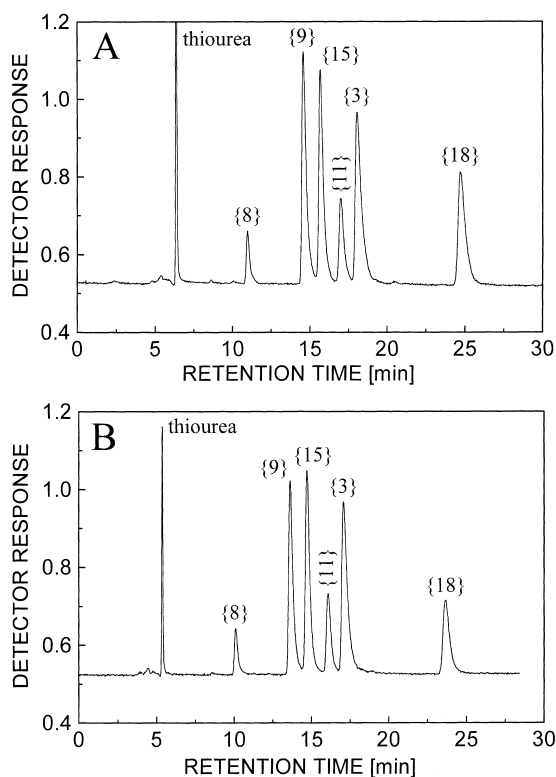 A
1.2
1.0
0.8
0.6
0.4
DETECTOR RESPONSE
thiourea
{8}
{9}
{15}
{11}
{3}
{18}
0 5 10 15 20 25 30
RETENTION TIME [min]
B
1.2
1.0
0.8
0.6
0.4
DETECTOR RESPONSE
thiourea
{8}
{9}
{15}
{11}
{3}
{18}
0 5 10 15 20 25 30
RETENTION TIME [min]